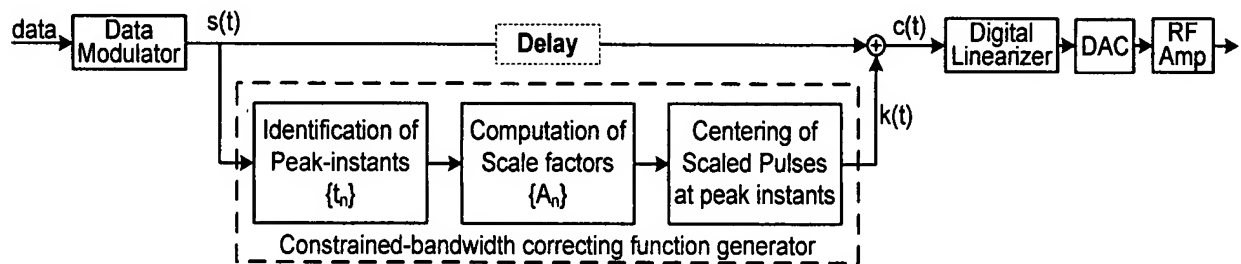 data
Data
Modulator
s(t)
Delay
c(t)
Digital
Linearizer
DAC
RF
Amp
k(t)
Identification of
Peak-instants
{tₙ}
Computation of
Scale factors
{Aₙ}
Centering of
Scaled Pulses
at peak instants
Constrained-bandwidth correcting function generator